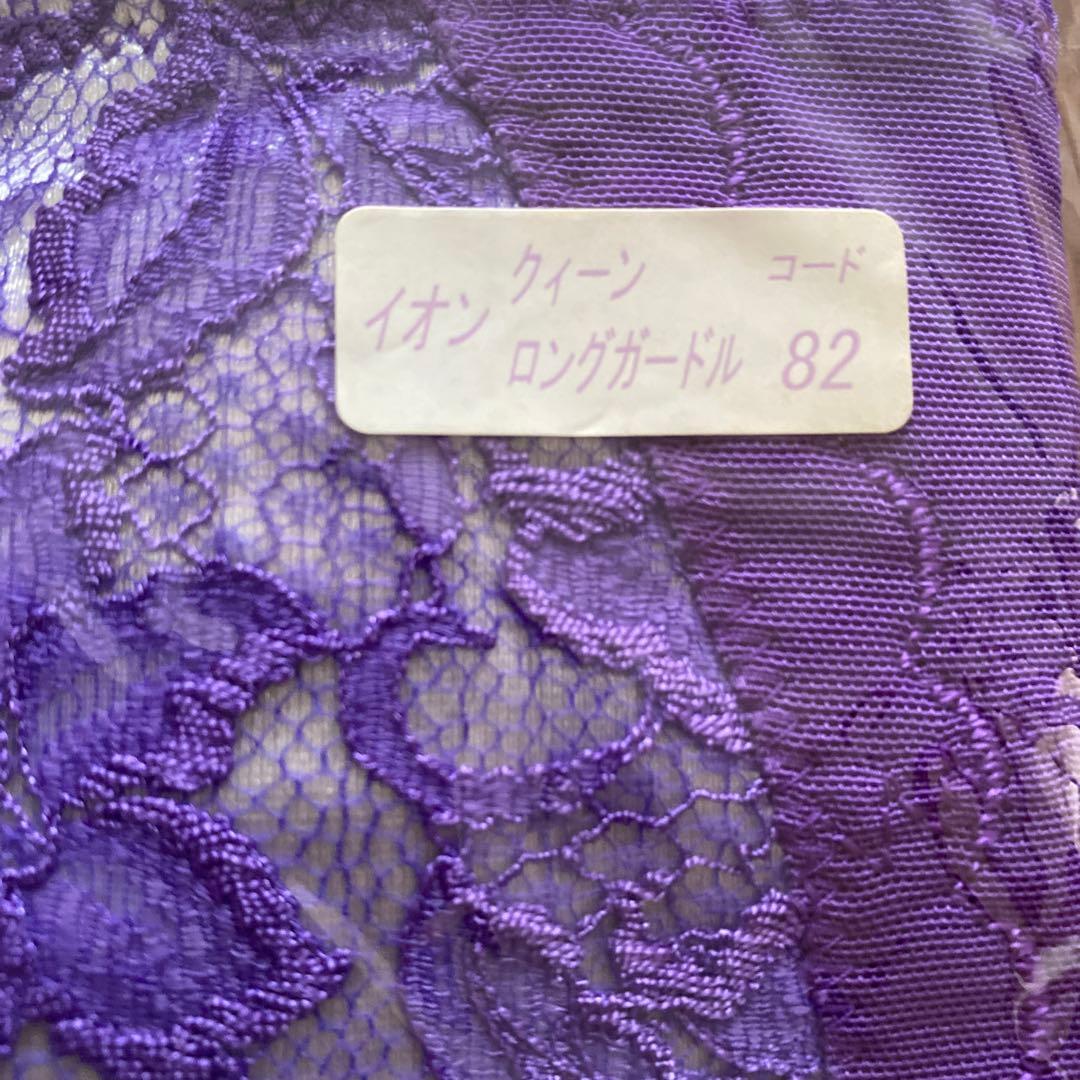 イオン
クィーン
ロングガードル
コード
82